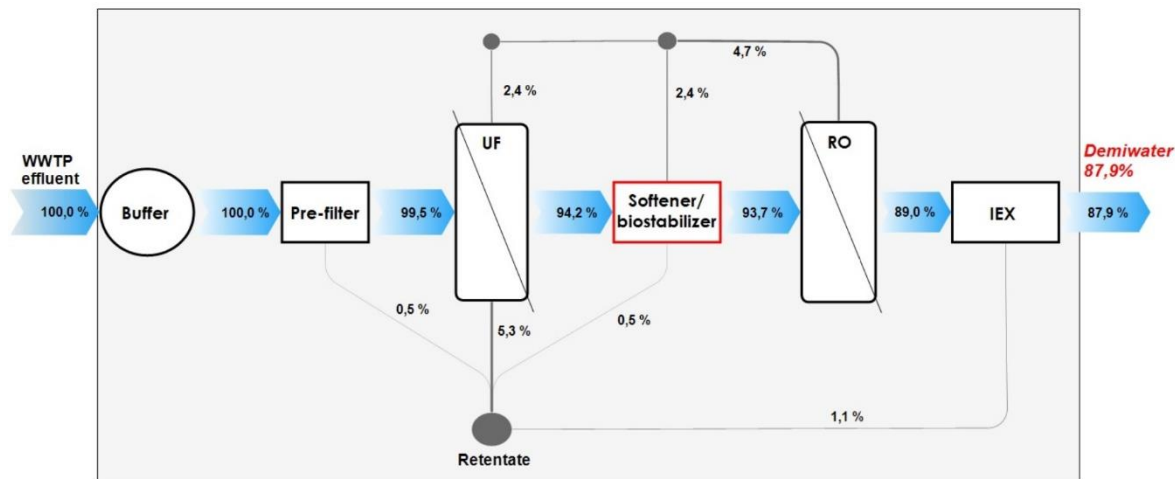 4,7 %
2,4 %
2,4 %
UF
RO
WWTP
effluent
Demiwater
87,9%
100,0 %
Buffer
100,0 %
Pre-filter
99,5 %
94,2 %
Softener/
biostabilizer
93,7 %
89,0 %
IEX
87,9 %
0,5 %
5,3 %
0,5 %
1,1 %
Retentate